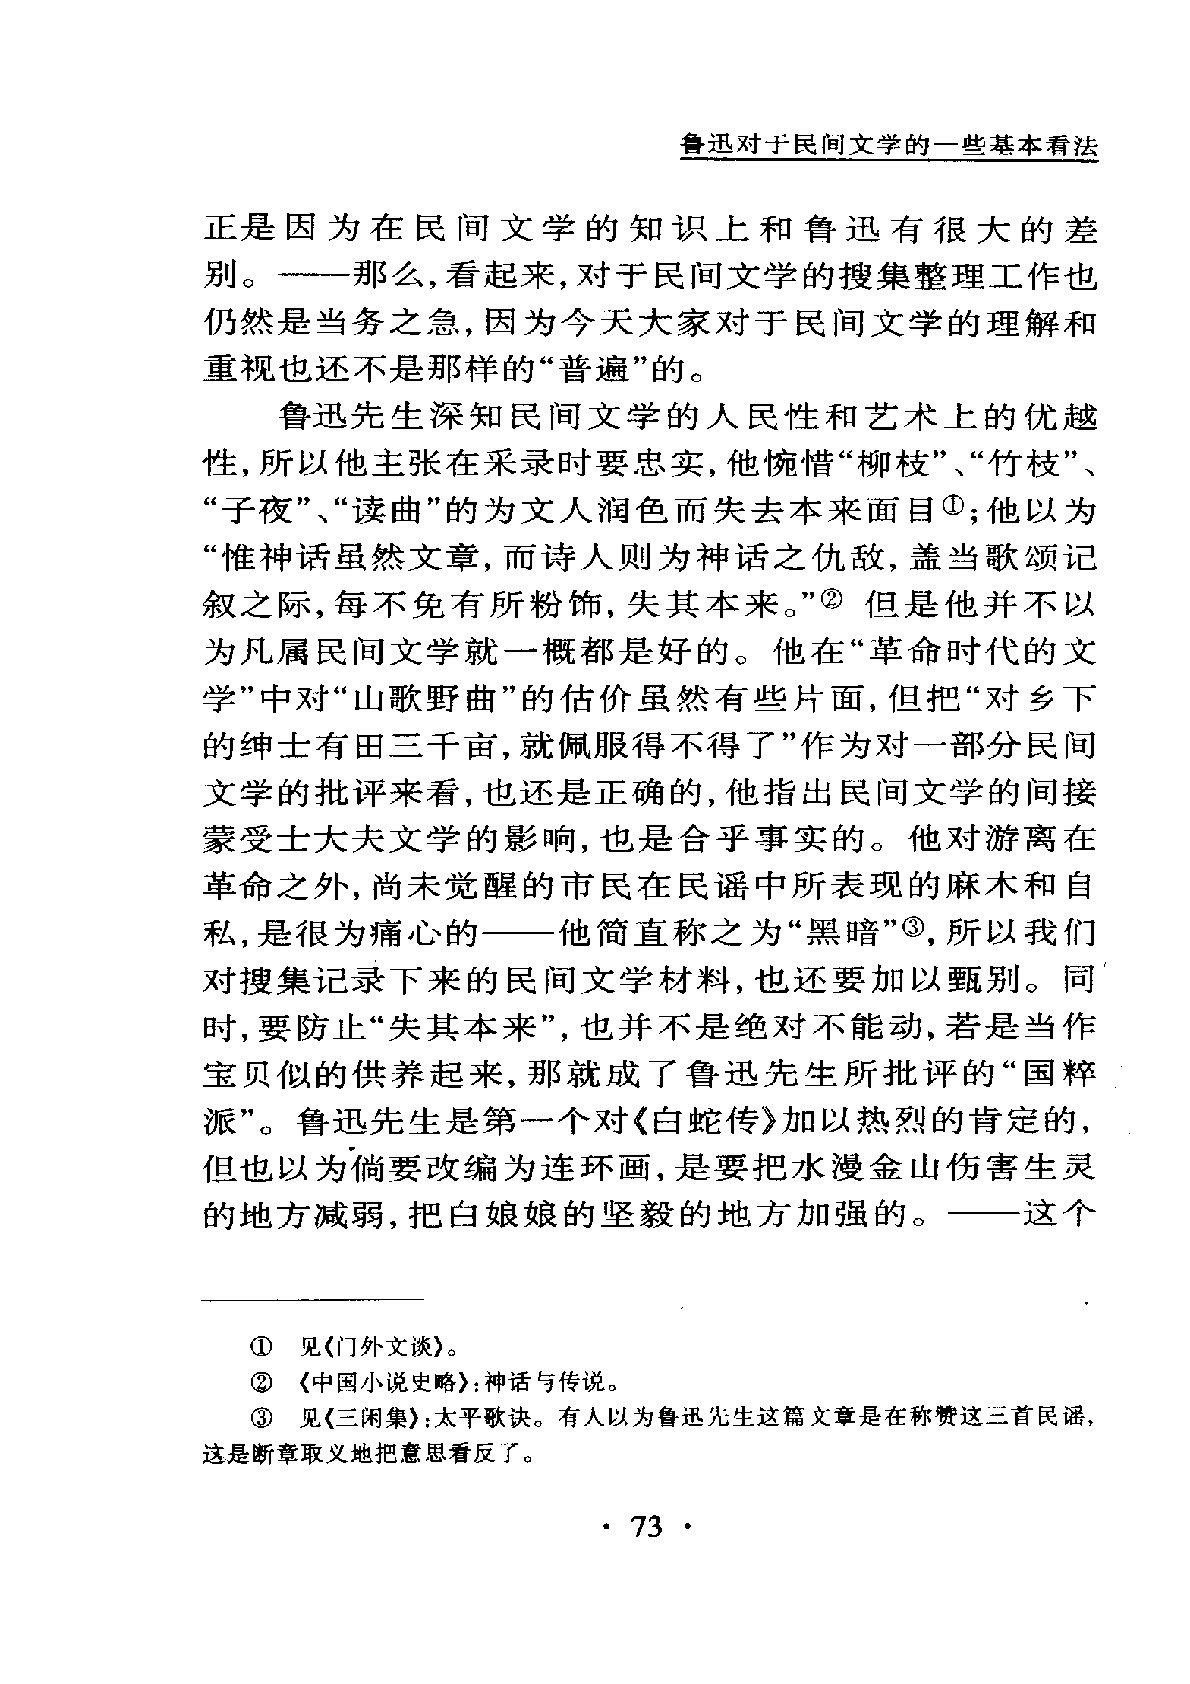 鲁迅对于民间文学的一些基本看法
正是因为在民间文学的知识上和鲁迅有很大的差
别。——那么,看起来,对于民间文学的搜集整理工作也
仍然是当务之急,因为今天大家对于民间文学的理解和
重视也还不是那样的“普遍”的。
鲁迅先生深知民间文学的人民性和艺术上的优越
性,所以他主张在采录时要忠实,他惋惜“柳枝”、“竹枝”、
“子夜”、“读曲”的为文人润色而失去本来面目①;他以为
“惟神话虽然文章,而诗人则为神话之仇敌,盖当歌颂记
叙之际,每不免有所粉饰,失其本来。”② 但是他并不以
为凡属民间文学就一概都是好的。他在“革命时代的文
学”中对“山歌野曲”的估价虽然有些片面,但把“对乡下
的绅士有田三千亩,就佩服得不得了”作为对一部分民间
文学的批评来看,也还是正确的,他指出民间文学的间接
蒙受士大夫文学的影响,也是合乎事实的。他对游离在
革命之外,尚未觉醒的市民在民谣中所表现的麻木和自
私,是很为痛心的——他简直称之为“黑暗”③,所以我们
对搜集记录下来的民间文学材料,也还要加以甄别。同
时,要防止“失其本来”,也并不是绝对不能动,若是当作
宝贝似的供养起来,那就成了鲁迅先生所批评的“国粹
派”。鲁迅先生是第一个对《白蛇传》加以热烈的肯定的,
但也以为倘要改编为连环画,是要把水漫金山伤害生灵
的地方减弱,把白娘娘的坚毅的地方加强的。——这个
① 见《门外文谈》。
② 《中国小说史略》:神话与传说。
③ 见《三闲集》:太平歌诀。有人以为鲁迅先生这篇文章是在称赞这三首民谣,
这是断章取义地把意思看反了。
· 73 ·